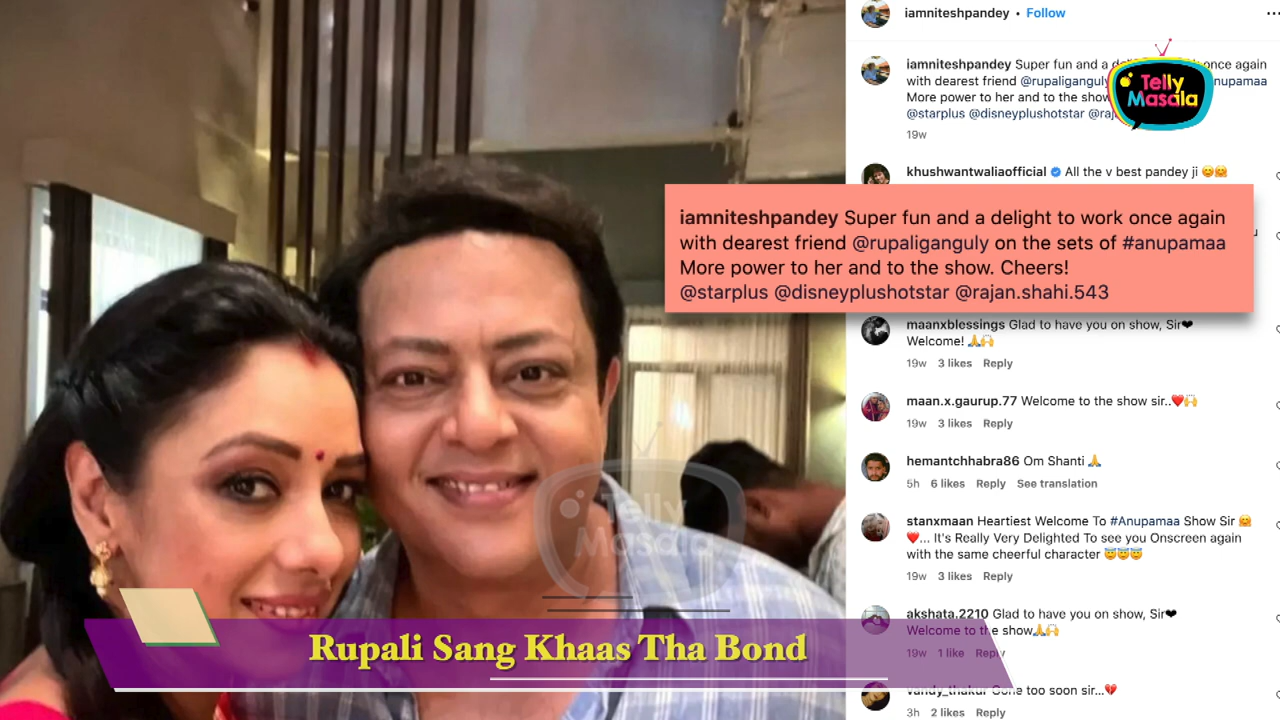 iamniteshpandey • Follow
iamniteshpandey Super fun and a de once again
with dearest friend @rupaliganguly nupamaa
More power to her and to the show
@starplus @disneyplushotstar @raj
19w
Telly
Masala
khushwantwaliaofficial All the v best pandey ji 😊🤗
iamniteshpandey Super fun and a delight to work once again
with dearest friend @rupaliganguly on the sets of #anupamaa
More power to her and to the show. Cheers!
@starplus @disneyplushotstar @rajan.shahi.543
maanxblessings Glad to have you on show, Sir❤
Welcome! 🙏🙌
19w 3 likes Reply
maan.x.gaurup.77 Welcome to the show sir..❤️🙌
19w 3 likes Reply
hemantchhabra86 Om Shanti 🙏
5h 6 likes Reply See translation
stanxmaan Heartiest Welcome To #Anupamaa Show Sir 🤗
❤️... It's Really Very Delighted To see you Onscreen again
with the same cheerful character 😇😇😇
19w 3 likes Reply
akshata.2210 Glad to have you on show, Sir❤
Welcome to the show🙏🙌
19w 1 like Reply
vandy_thakur Gone too soon sir...💔
3h 2 likes Reply
Telly
Masala
Rupali Sang Khaas Tha Bond